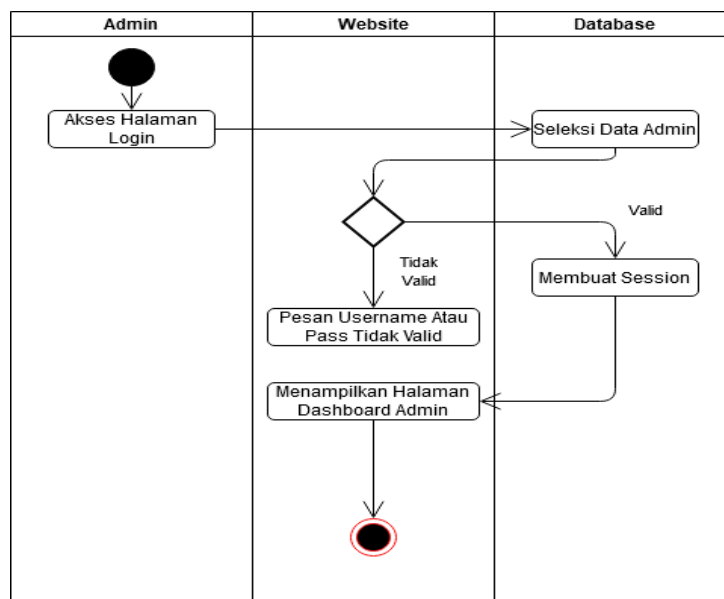 Admin
Website
Database
Akses Halaman
Login
Seleksi Data Admin
Valid
Tidak
Valid
Membuat Session
Pesan Username Atau
Pass Tidak Valid
Menampilkan Halaman
Dashboard Admin